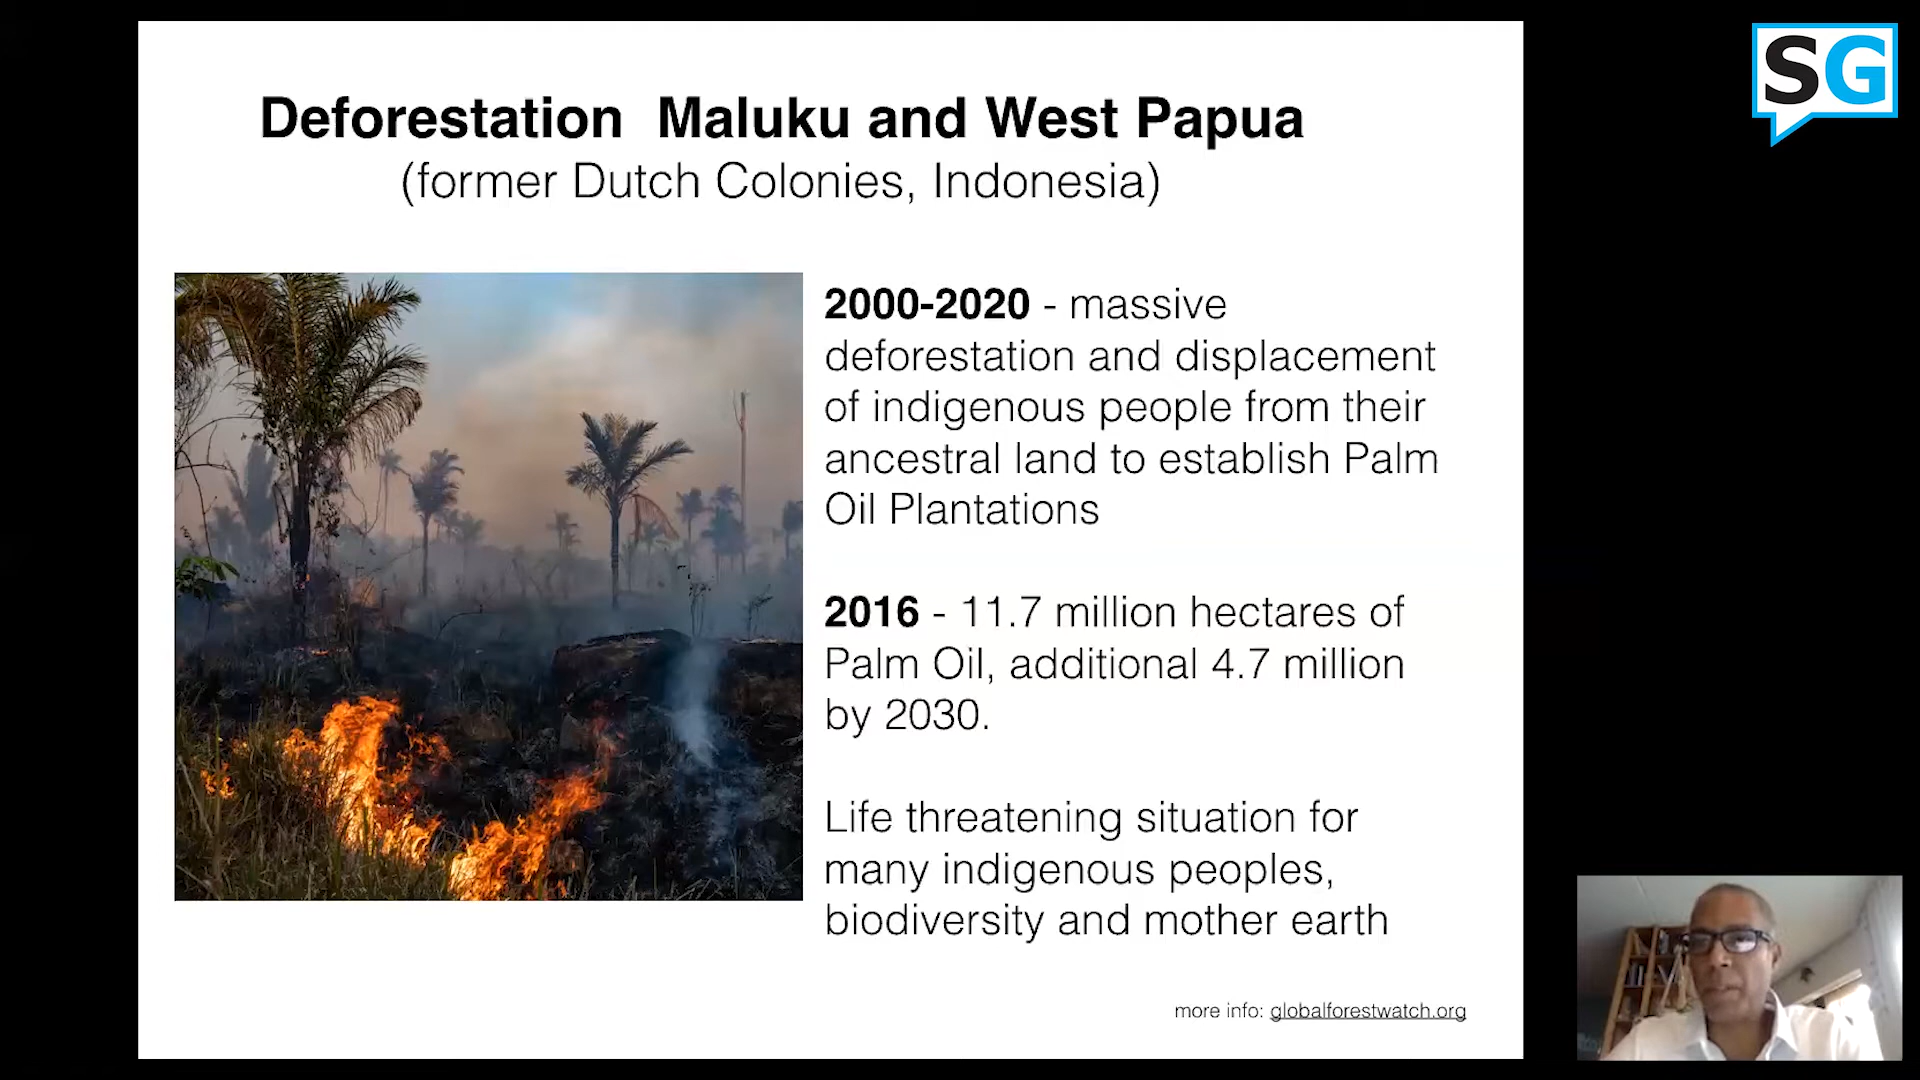 SG
Deforestation  Maluku and West Papua
(former Dutch Colonies, Indonesia)
2000-2020 - massive
deforestation and displacement
of indigenous people from their
ancestral land to establish Palm
Oil Plantations
2016 - 11.7 million hectares of
Palm Oil, additional 4.7 million
by 2030.
Life threatening situation for
many indigenous peoples,
biodiversity and mother earth
more info: globalforestwatch.org